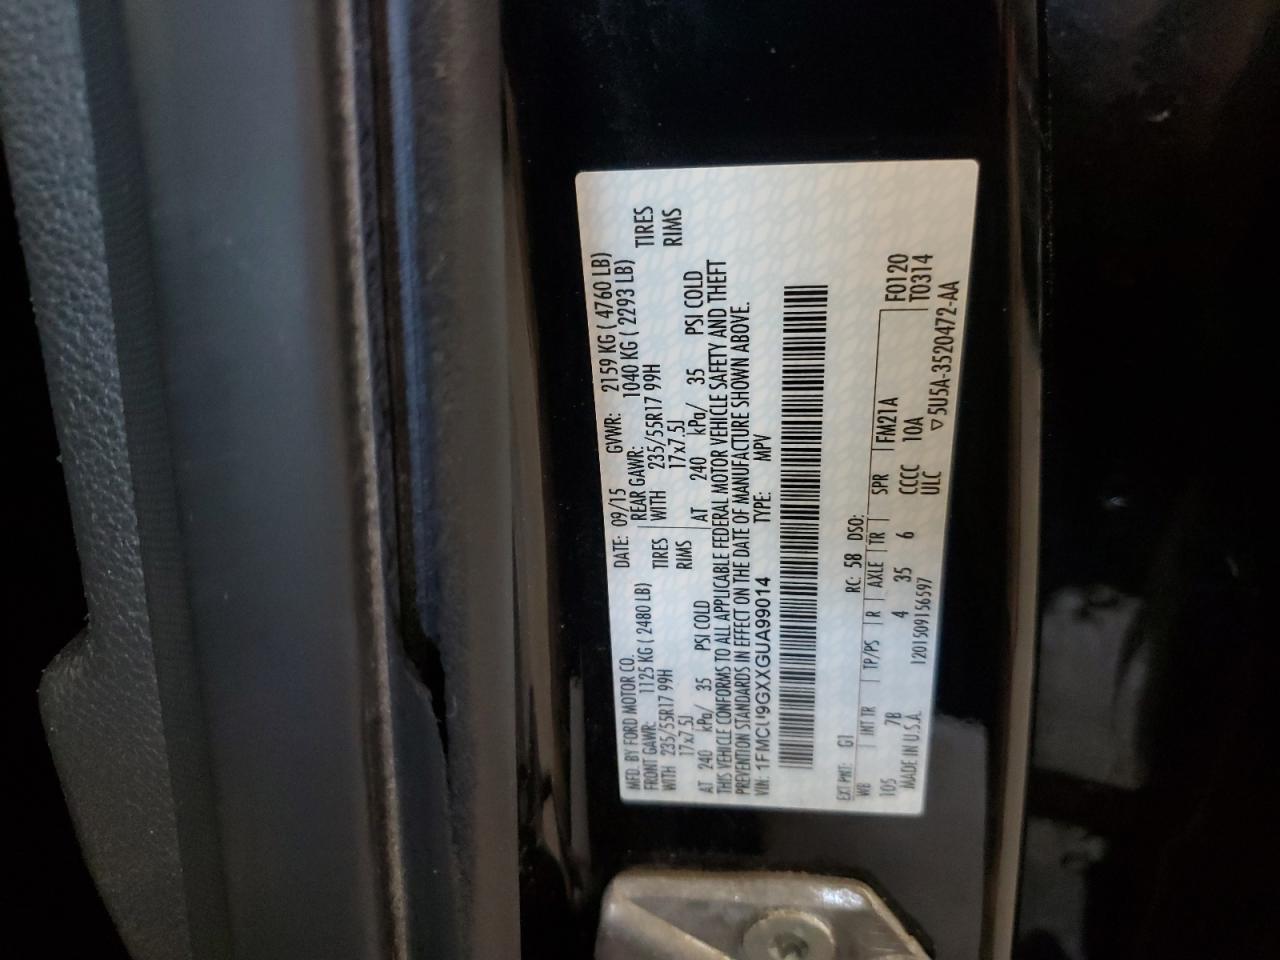 MFD. BY FORD MOTOR CO.
DATE: 09/15 GVWR: 2159 KG ( 4760 LB)
FRONT GAWR: 1125 KG ( 2480 LB) REAR GAWR: 1040 KG ( 2293 LB)
WITH 235/55R17 99H TIRES WITH 235/55R17 99H TIRES
17x7.5J RIMS 17x7.5J RIMS
AT 240 kPa/ 35 PSI COLD AT 240 kPa/ 35 PSI COLD
THIS VEHICLE CONFORMS TO ALL APPLICABLE FEDERAL MOTOR VEHICLE SAFETY AND THEFT
PREVENTION STANDARDS IN EFFECT ON THE DATE OF MANUFACTURE SHOWN ABOVE.
VIN: 1FMCU9GXXGUA99014 TYPE: MPV
EXT PNT: G1 RC: 58 DSO: F0120
WB INT TR TP/PS R AXLE TR SPR FM21A T0314
105 7B 4 35 6 CCCC 10A
MADE IN U.S.A. 1201509156597 ULC ▽5U5A-3520472-AA